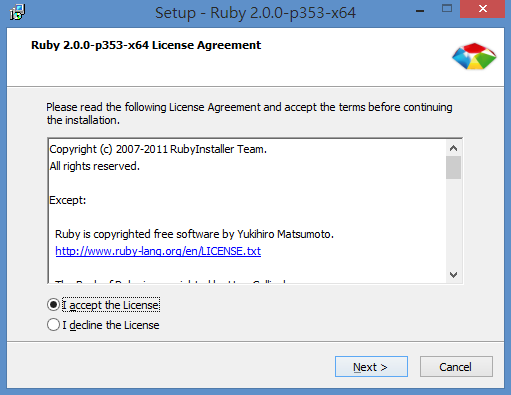 Setup - Ruby 2.0.0-p353-x64
Ruby 2.0.0-p353-x64 License Agreement
Please read the following License Agreement and accept the terms before continuing
the installation.
Copyright (c) 2007-2011 RubyInstaller Team.
All rights reserved.
Except:
Ruby is copyrighted free software by Yukihiro Matsumoto.
http://www.ruby-lang.org/en/LICENSE.txt
I accept the License
I decline the License
Next >
Cancel